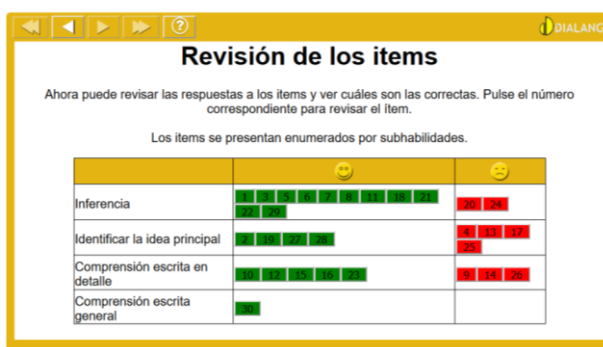 DIALANG
Revisión de los items
Ahora puede revisar las respuestas a los items y ver cuáles son las correctas. Pulse el número
correspondiente para revisar el ítem.
Los items se presentan enumerados por subhabilidades.
Inferencia
1 3 5 6 7 8 11 18 21
22 29
20 24
Identificar la idea principal
2 19 27 28
4 13 17
25
Comprensión escrita en
detalle
10 12 15 16 23
9 14 26
Comprensión escrita
general
30